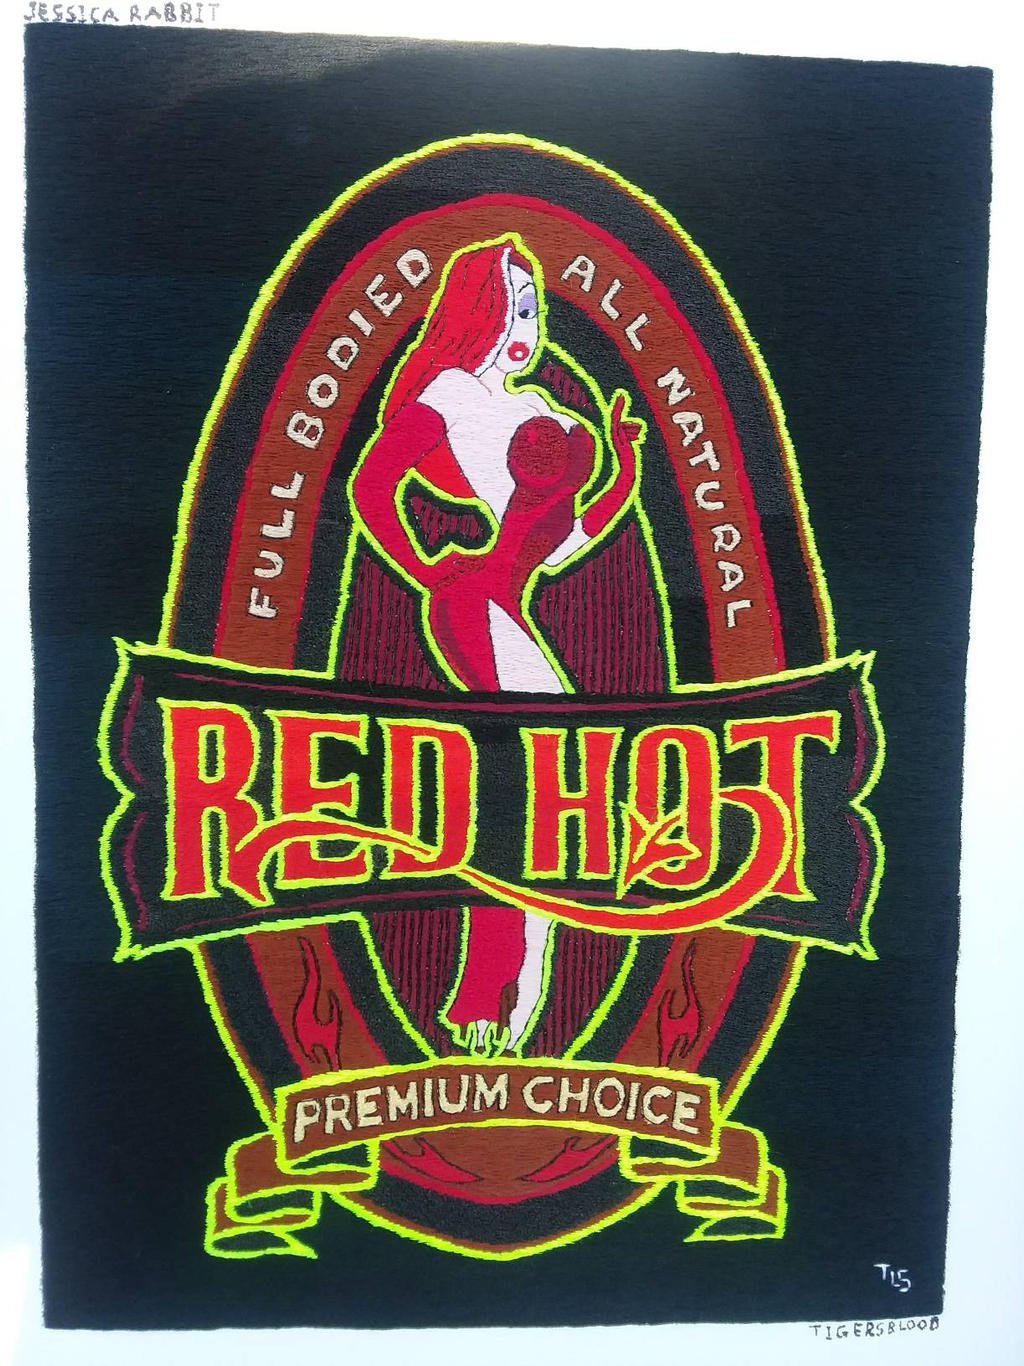 JESSICA RABBIT
FULL BODIED
ALL NATURAL
RED HOT
PREMIUM CHOICE
TLS
TIGERSBLOOD